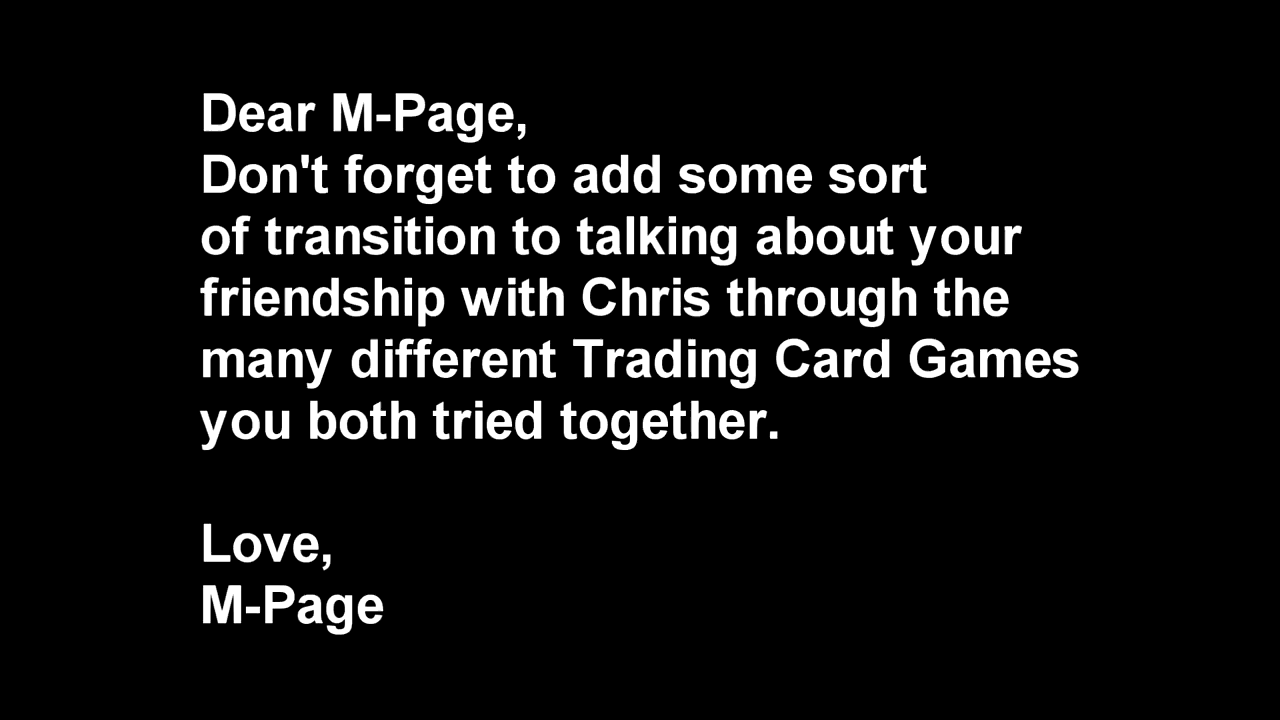 Dear M-Page,
Don't forget to add some sort
of transition to talking about your
friendship with Chris through the
many different Trading Card Games
you both tried together.
Love,
M-Page